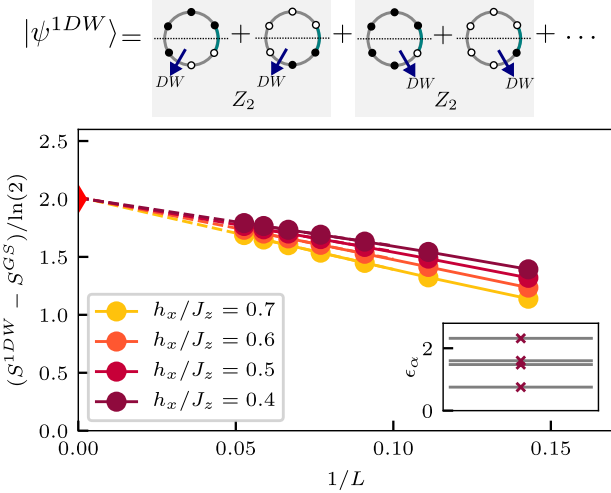 |ψ^{1DW}⟩ = + + + + ⋯
DW DW DW DW
Z_2 Z_2
(S^{1DW} − S^{GS})/ln(2)
2.5
2.0
1.5
1.0
0.5
0.0
h_x/J_z = 0.7
h_x/J_z = 0.6
h_x/J_z = 0.5
h_x/J_z = 0.4
ϵ_α
2
0
0.00 0.05 0.10 0.15
1/L